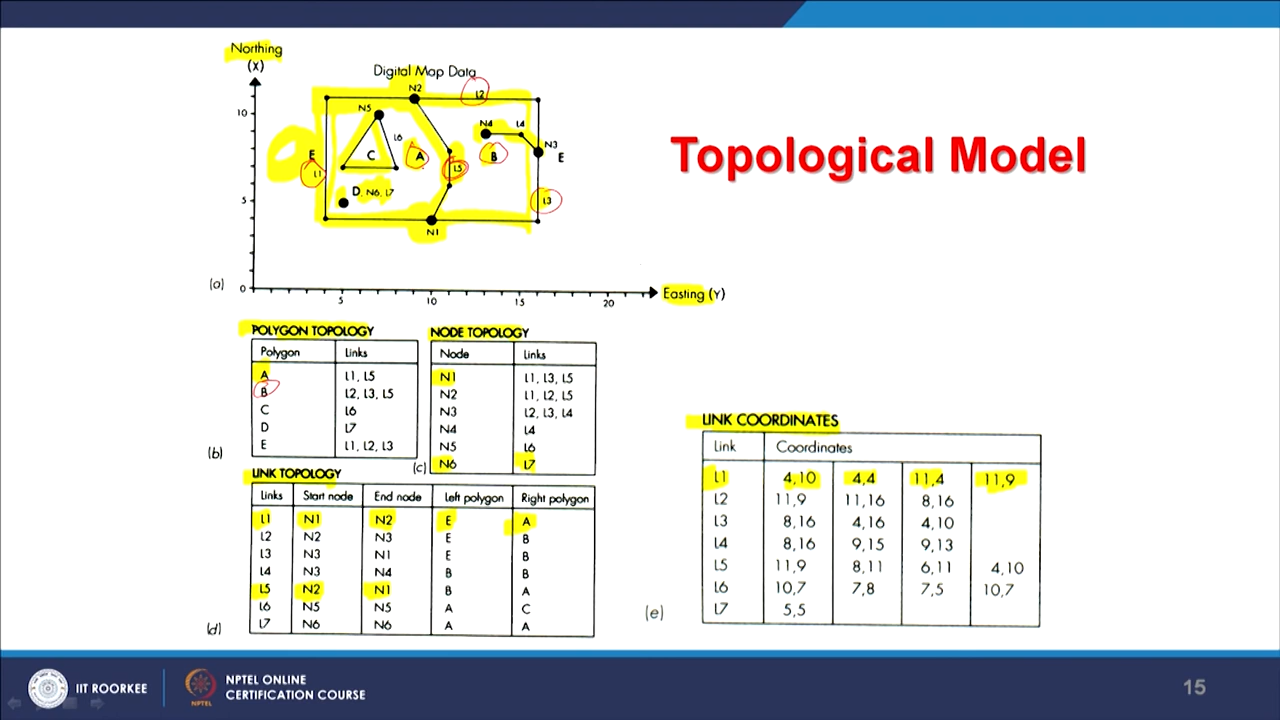 Northing
(X)
Digital Map Data
N2
L2
10
N5
N4
L4
L6
N3
E
C
A
B
E
L1
L5
D, N6, L7
5
L3
N1
(a)
0
5
10
15
20
Easting (Y)
Topological Model
POLYGON TOPOLOGY
Polygon Links
A L1, L5
B L2, L3, L5
C L6
D L7
E L1, L2, L3
(b)
NODE TOPOLOGY
Node Links
N1 L1, L3, L5
N2 L1, L2, L5
N3 L2, L3, L4
N4 L4
N5 L6
N6 L7
(c)
LINK TOPOLOGY
Links Start node End node Left polygon Right polygon
L1 N1 N2 E A
L2 N2 N3 E B
L3 N3 N1 E B
L4 N3 N4 B B
L5 N2 N1 B A
L6 N5 N5 A C
L7 N6 N6 A A
(d)
LINK COORDINATES
Link Coordinates
L1 4,10 4,4 11,4 11,9
L2 11,9 11,16 8,16
L3 8,16 4,16 4,10
L4 8,16 9,15 9,13
L5 11,9 8,11 6,11 4,10
L6 10,7 7,8 7,5 10,7
L7 5,5
(e)
IIT ROORKEE
NPTEL
NPTEL ONLINE
CERTIFICATION COURSE
15